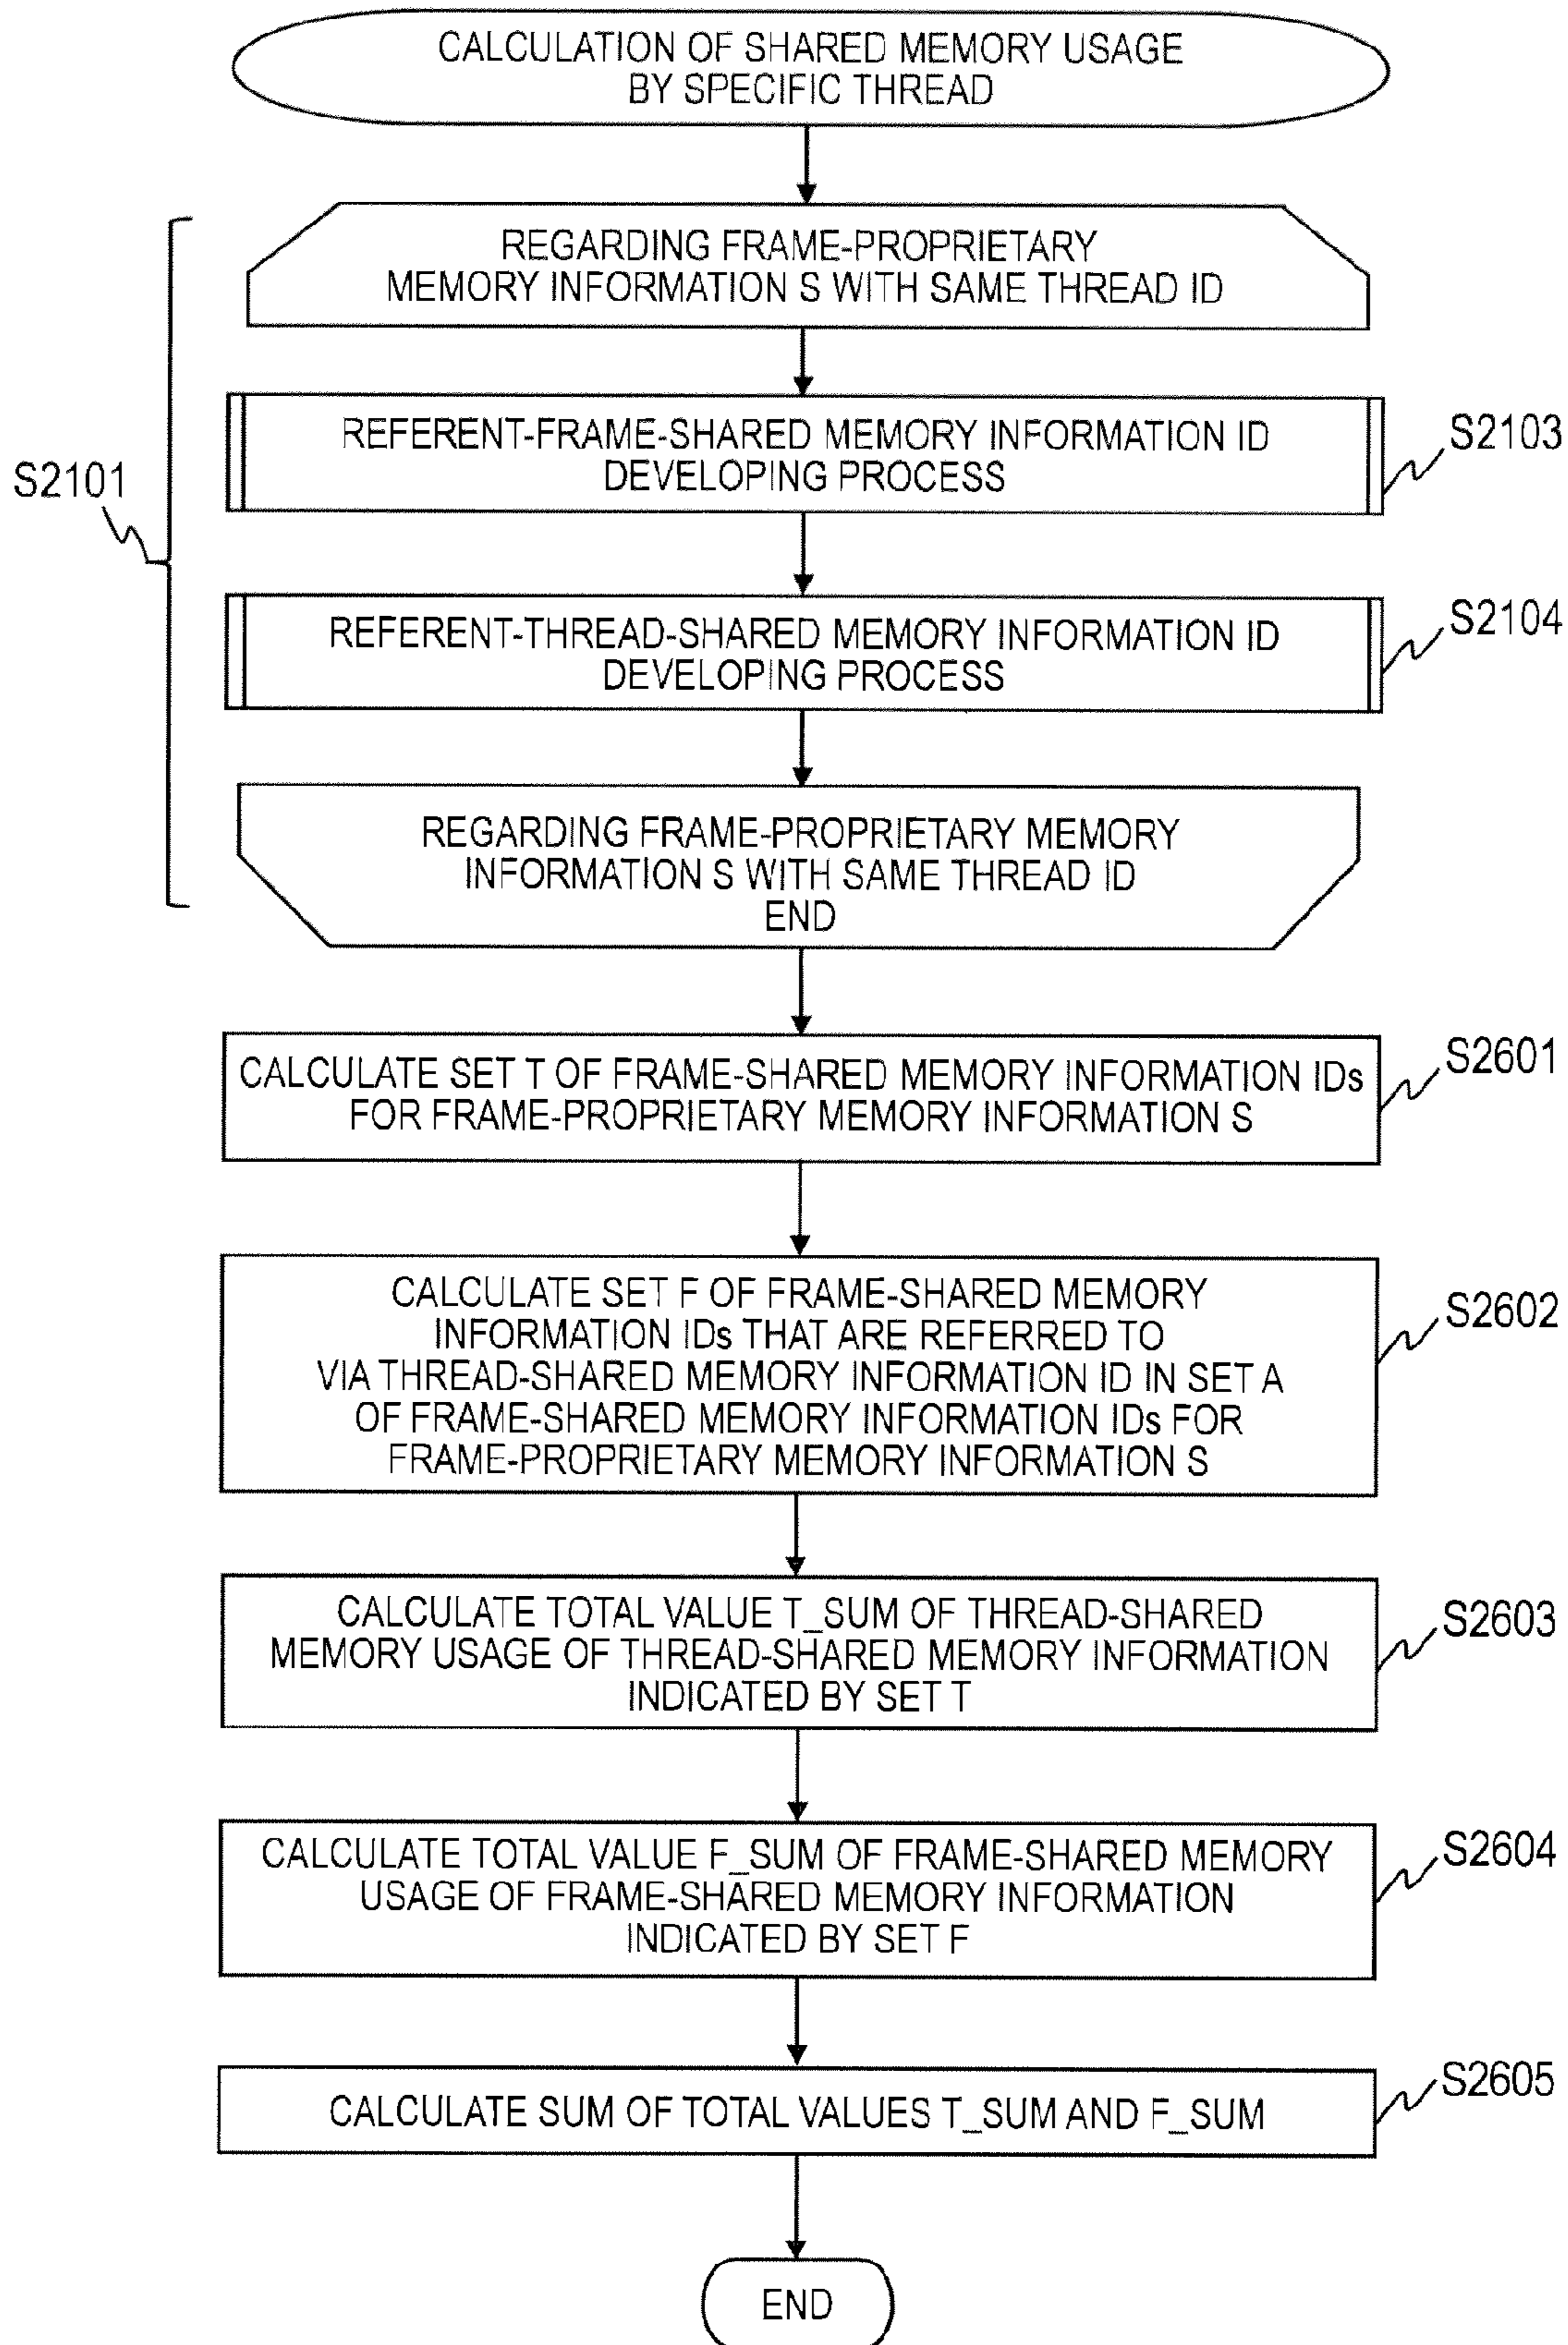 CALCULATION OF SHARED MEMORY USAGE
BY SPECIFIC THREAD
REGARDING FRAME-PROPRIETARY
MEMORY INFORMATION S WITH SAME THREAD ID
S2101
REFERENT-FRAME-SHARED MEMORY INFORMATION ID
DEVELOPING PROCESS
S2103
REFERENT-THREAD-SHARED MEMORY INFORMATION ID
DEVELOPING PROCESS
S2104
REGARDING FRAME-PROPRIETARY MEMORY
INFORMATION S WITH SAME THREAD ID
END
CALCULATE SET T OF FRAME-SHARED MEMORY INFORMATION IDs
FOR FRAME-PROPRIETARY MEMORY INFORMATION S
S2601
CALCULATE SET F OF FRAME-SHARED MEMORY
INFORMATION IDs THAT ARE REFERRED TO
VIA THREAD-SHARED MEMORY INFORMATION ID IN SET A
OF FRAME-SHARED MEMORY INFORMATION IDs FOR
FRAME-PROPRIETARY MEMORY INFORMATION S
S2602
CALCULATE TOTAL VALUE T_SUM OF THREAD-SHARED
MEMORY USAGE OF THREAD-SHARED MEMORY INFORMATION
INDICATED BY SET T
S2603
CALCULATE TOTAL VALUE F_SUM OF FRAME-SHARED MEMORY
USAGE OF FRAME-SHARED MEMORY INFORMATION
INDICATED BY SET F
S2604
CALCULATE SUM OF TOTAL VALUES T_SUM AND F_SUM
S2605
END